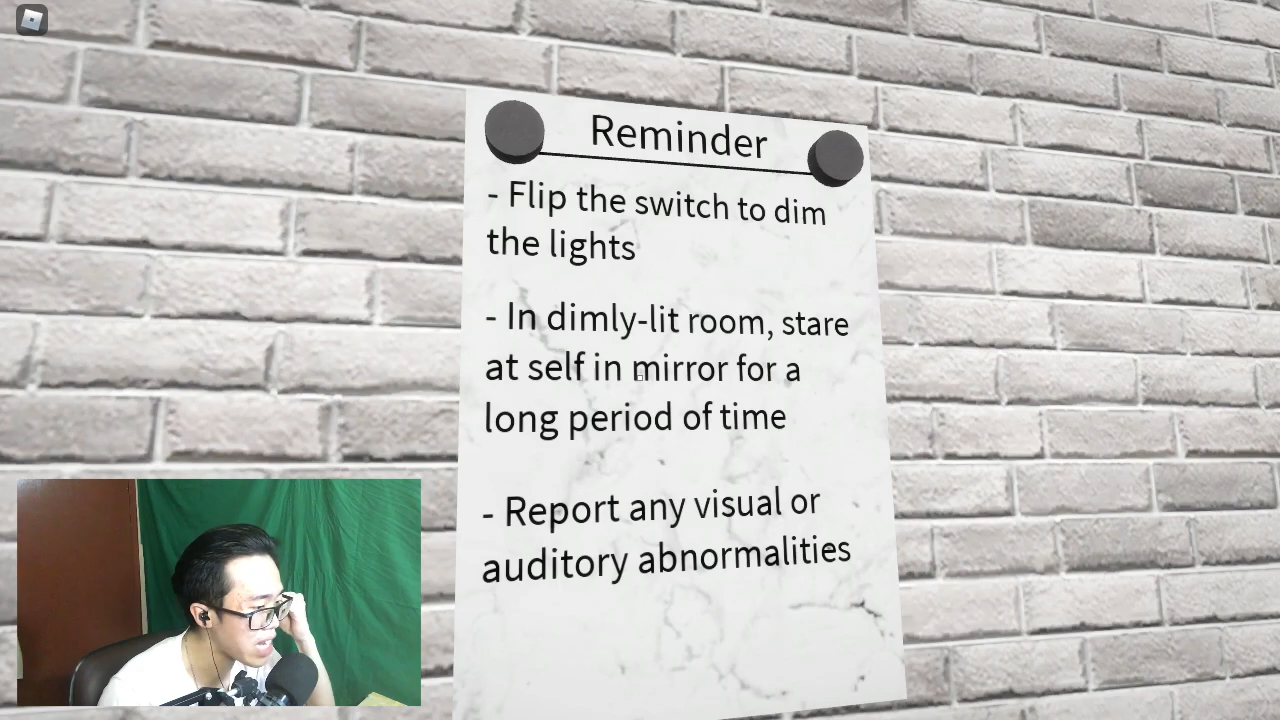 Reminder
- Flip the switch to dim
the lights
- In dimly-lit room, stare
at self in mirror for a
long period of time
- Report any visual or
auditory abnormalities